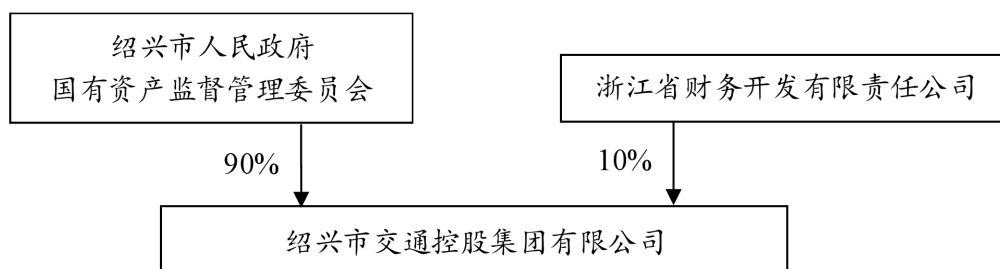 绍兴市人民政府
国有资产监督管理委员会
浙江省财务开发有限责任公司
90%
10%
绍兴市交通控股集团有限公司